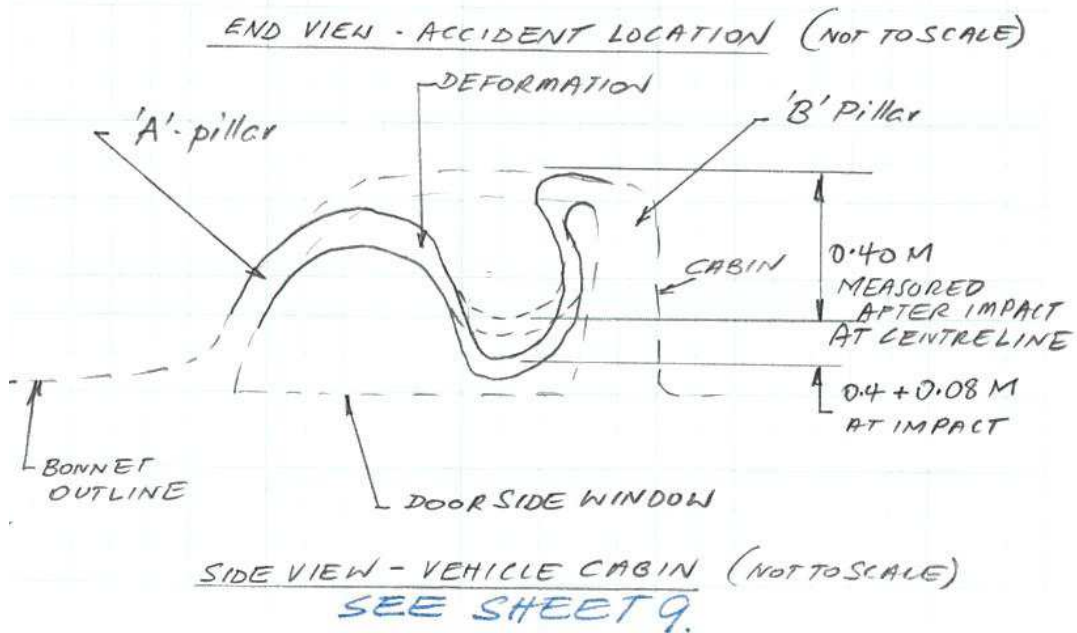 END VIEW - ACCIDENT LOCATION (NOT TO SCALE)
DEFORMATION
'A'-pillar
'B' Pillar
CABIN
0.40 M
MEASURED
AFTER IMPACT
AT CENTRELINE
0.4 + 0.08 M
AT IMPACT
BONNET
OUTLINE
DOOR SIDE WINDOW
SIDE VIEW - VEHICLE CABIN (NOT TO SCALE)
SEE SHEET 9.